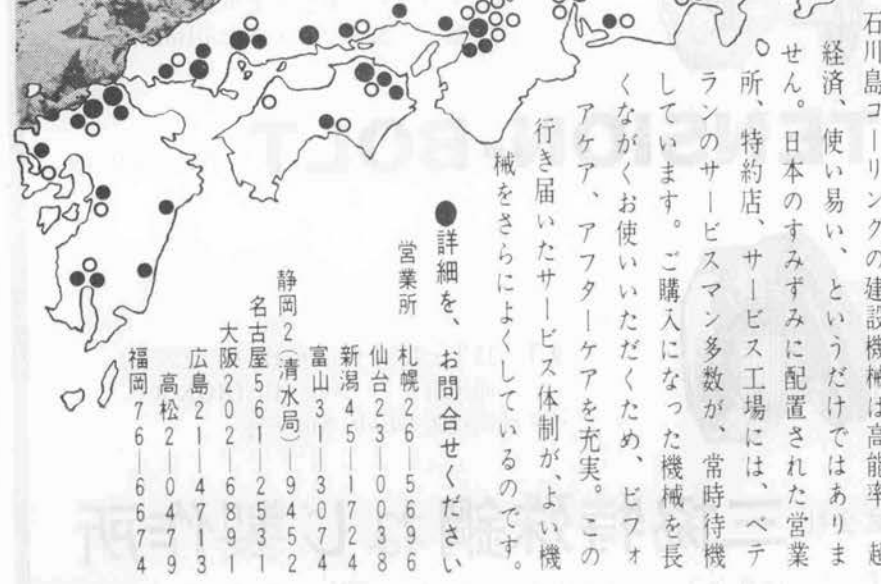 石川島コーリングの建設機械は高能率、超
経済、使い易い、というだけではありま
せん。日本のすみずみに配置された営業
所、特約店、サービス工場には、ベテ
ランのサービスマン多数が、常時待機
しています。ご購入になった機械を長
くながくお使いいただくため、ビフォ
アケア、アフターケアを充実。この
行き届いたサービス体制が、よい機
械をさらによくしているのです。
●詳細を、お問合せください
営業所 札幌26―5696
仙台23―0038
新潟45―1724
富山31―3074
静岡2(清水局)―9452
名古屋561―2531
大阪202―6891
広島21―4713
高松2―0479
福岡76―6674
TENSION BOLT